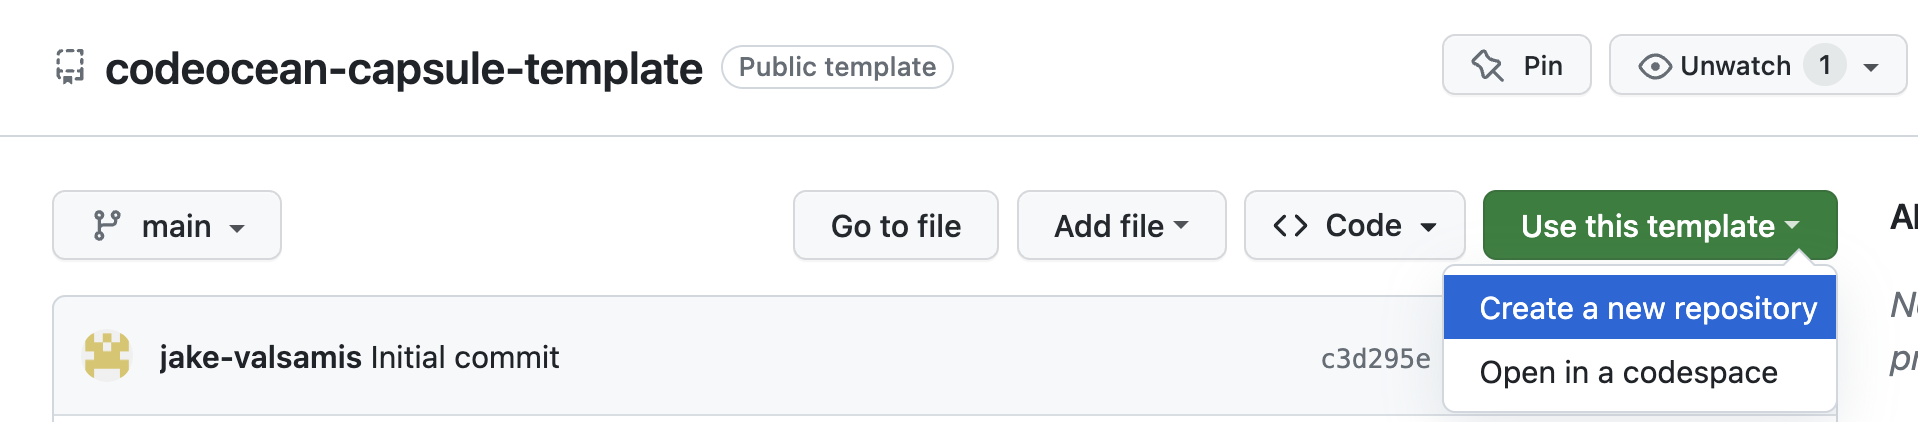 codeocean-capsule-template Public template Pin Unwatch 1
main Go to file Add file Code Use this template
Create a new repository
jake-valsamis Initial commit c3d295e
Open in a codespace